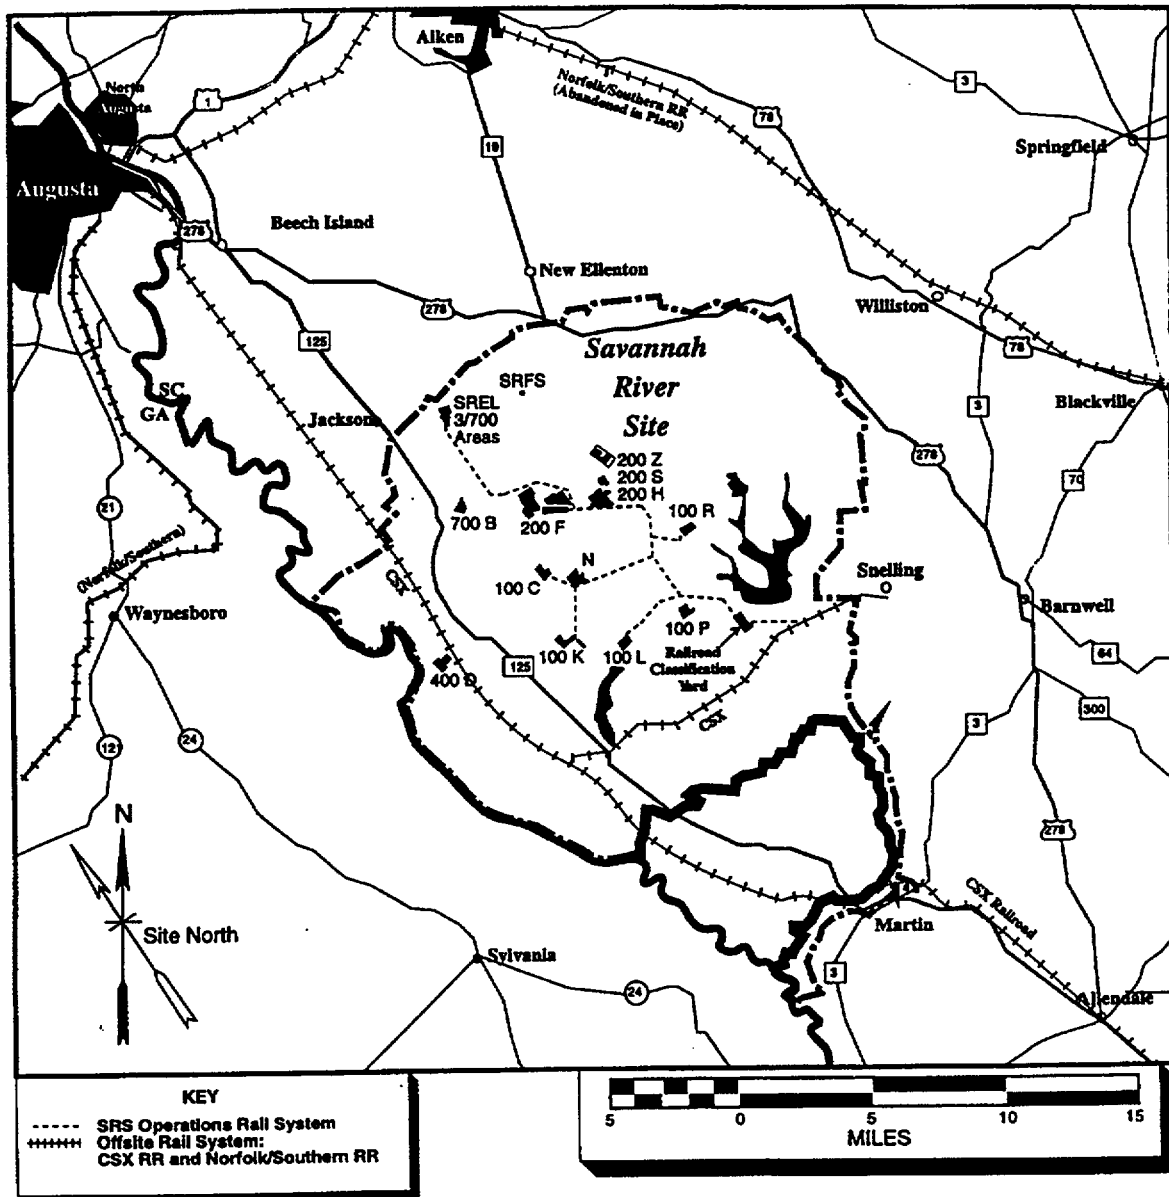 Aiken
North
Augusta
1
Norfolk/Southern RR
(Abandoned in Place)
78
3
19
Springfield
Augusta
278
Beech Island
New Ellenton
278
Williston
125
78
Savannah
River
Site
SRFS
SC
GA
Jackson
SREL
3/700
Areas
3
Blackville
278
200 Z
200 S
200 H
70
21
700 B
200 F
100 R
(Norfolk/Southern)
CSX
N
100 C
Snelling
Waynesboro
100 P
Barnwell
100 K
100 L
Railroad
Classification
Yard
64
125
400 D
CSX
3
300
121
24
N
278
4
CSX Railroad
Site North
Martin
Sylvania
3
24
Allendale
KEY
SRS Operations Rail System
Offsite Rail System:
CSX RR and Norfolk/Southern RR
5 0 5 10 15
MILES